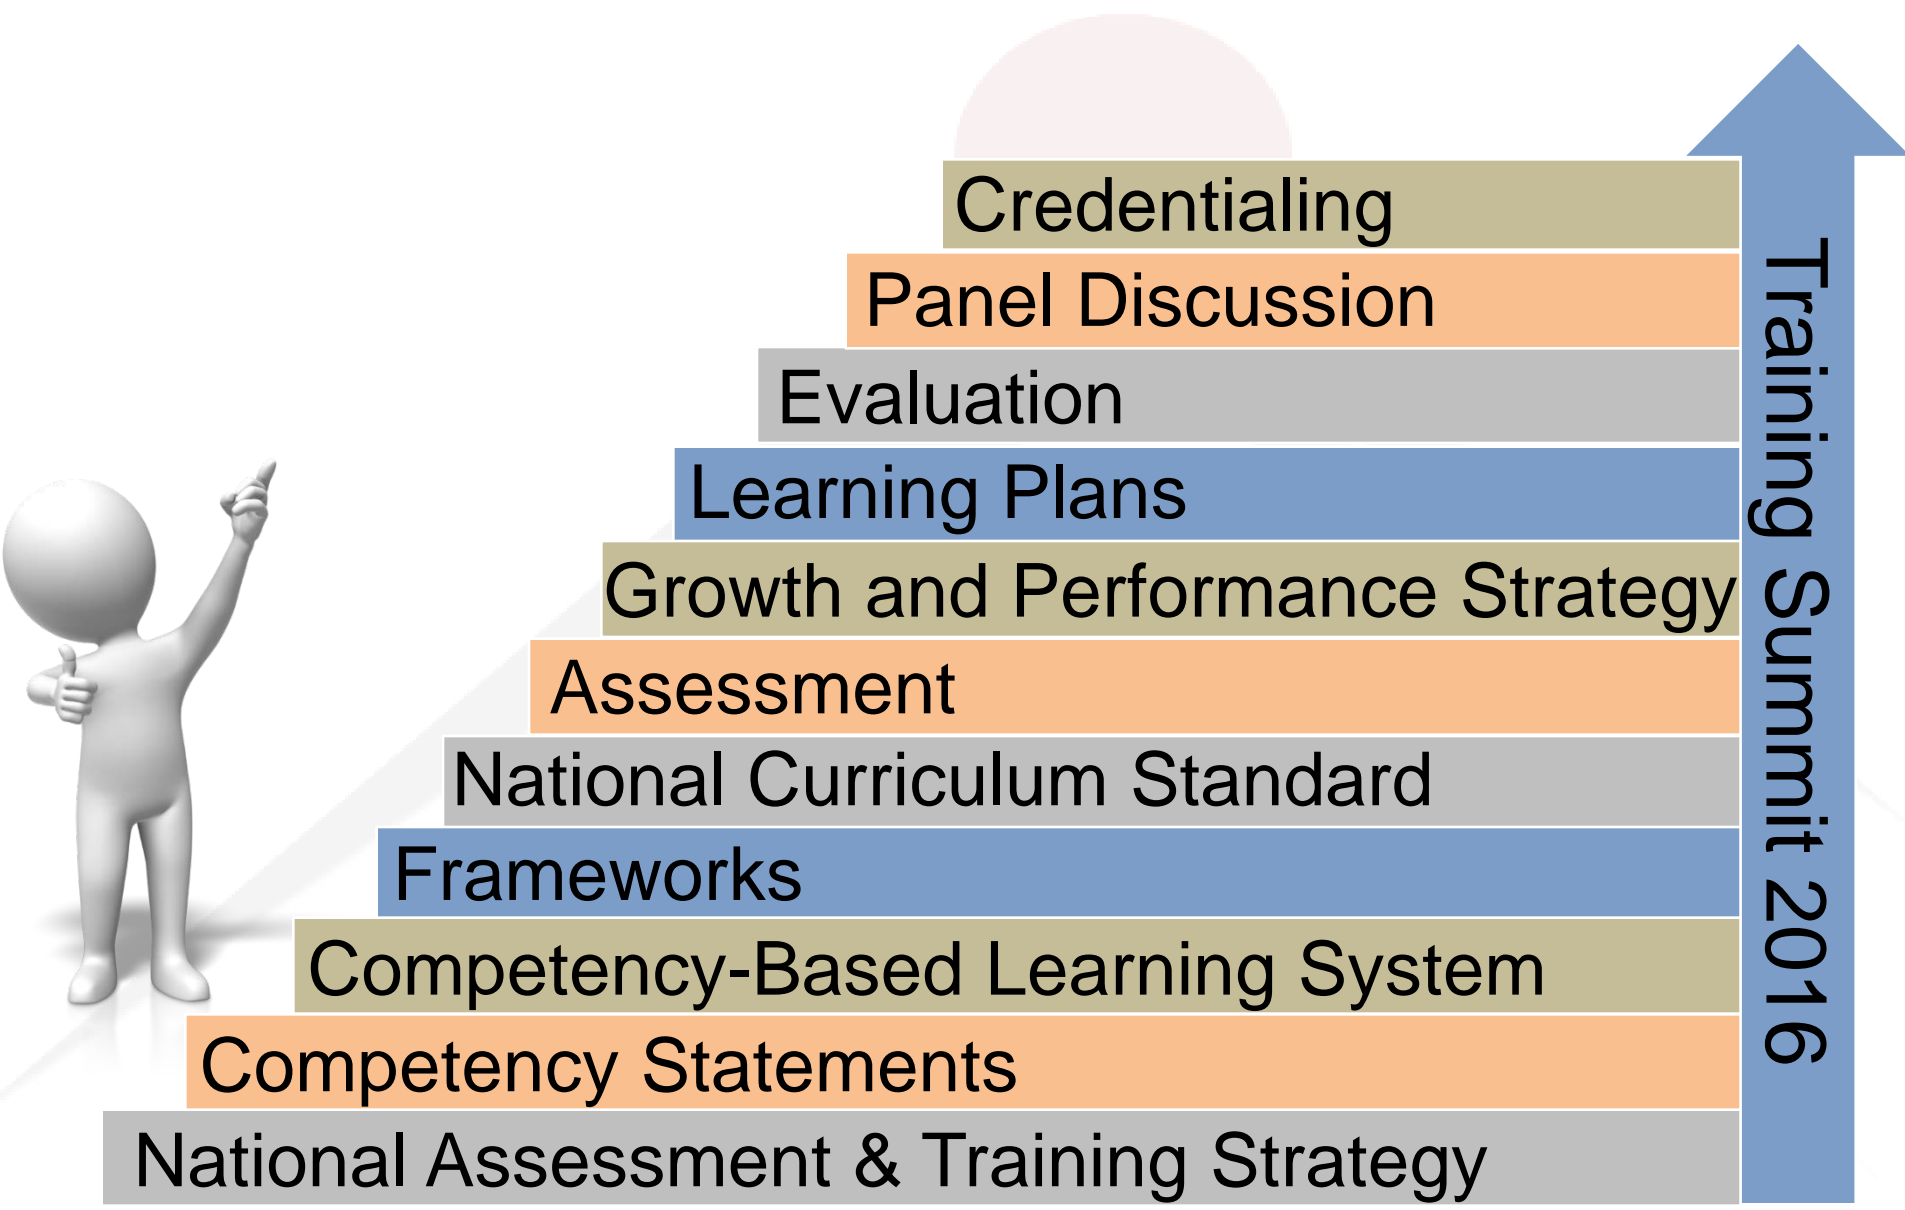 Credentialing
Panel Discussion
Evaluation
Learning Plans
Growth and Performance Strategy
Assessment
National Curriculum Standard
Frameworks
Competency-Based Learning System
Competency Statements
National Assessment & Training Strategy
Training Summit 2016